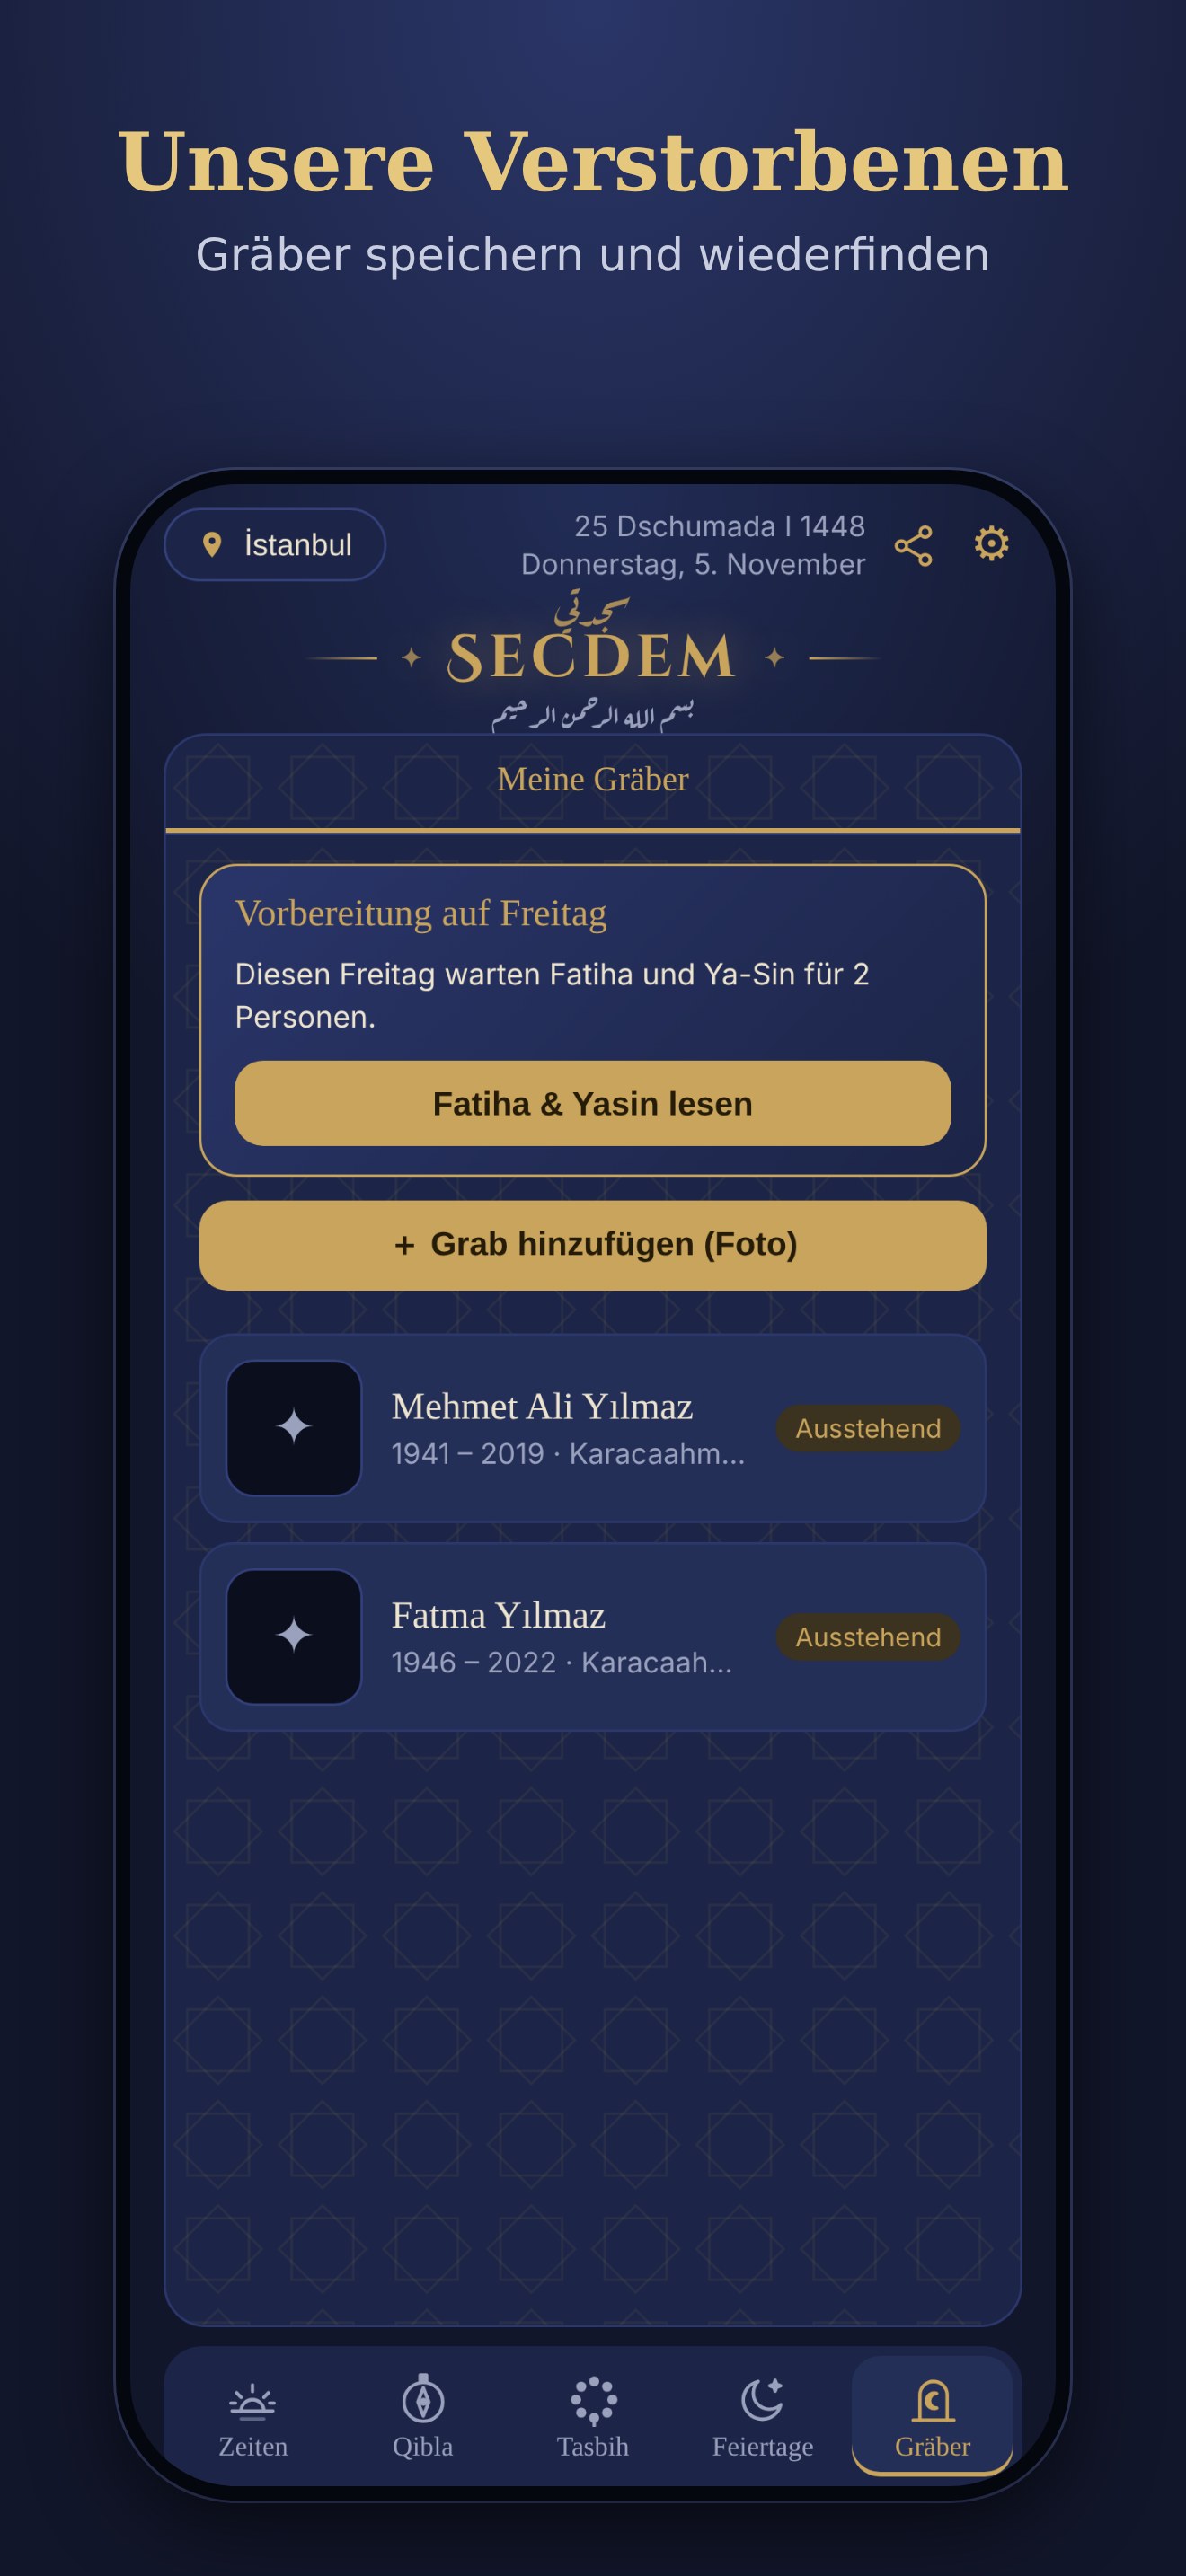 Unsere Verstorbenen
Gräber speichern und wiederfinden
İstanbul
25 Dschumada I 1448
Donnerstag, 5. November
سجدتي
SECDEM
بسم الله الرحمن الرحيم
Meine Gräber
Vorbereitung auf Freitag
Diesen Freitag warten Fatiha und Ya-Sin für 2
Personen.
Fatiha & Yasin lesen
+ Grab hinzufügen (Foto)
Mehmet Ali Yılmaz
1941 – 2019 · Karacaahm...
Ausstehend
Fatma Yılmaz
1946 – 2022 · Karacaah...
Ausstehend
Zeiten
Qibla
Tasbih
Feiertage
Gräber